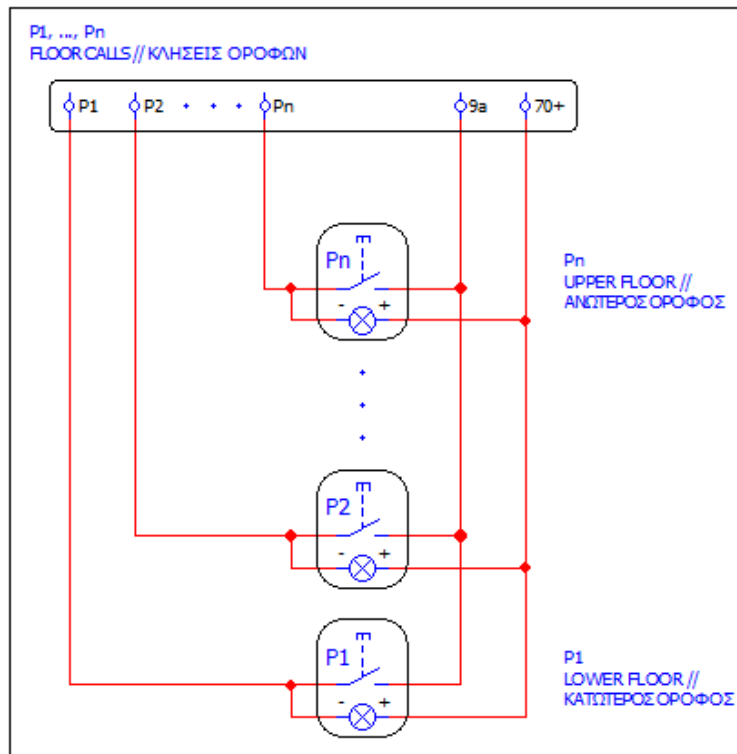 P1, ..., Pn
FLOOR CALLS // ΚΛΗΣΕΙΣ ΟΡΟΦΩΝ
P1 P2 Pn 9a 70+
Pn
- +
Pn
UPPER FLOOR //
ΑΝΩΤΕΡΟΣ ΟΡΟΦΟΣ
P2
- +
P1
- +
P1
LOWER FLOOR //
ΚΑΤΩΤΕΡΟΣ ΟΡΟΦΟΣ